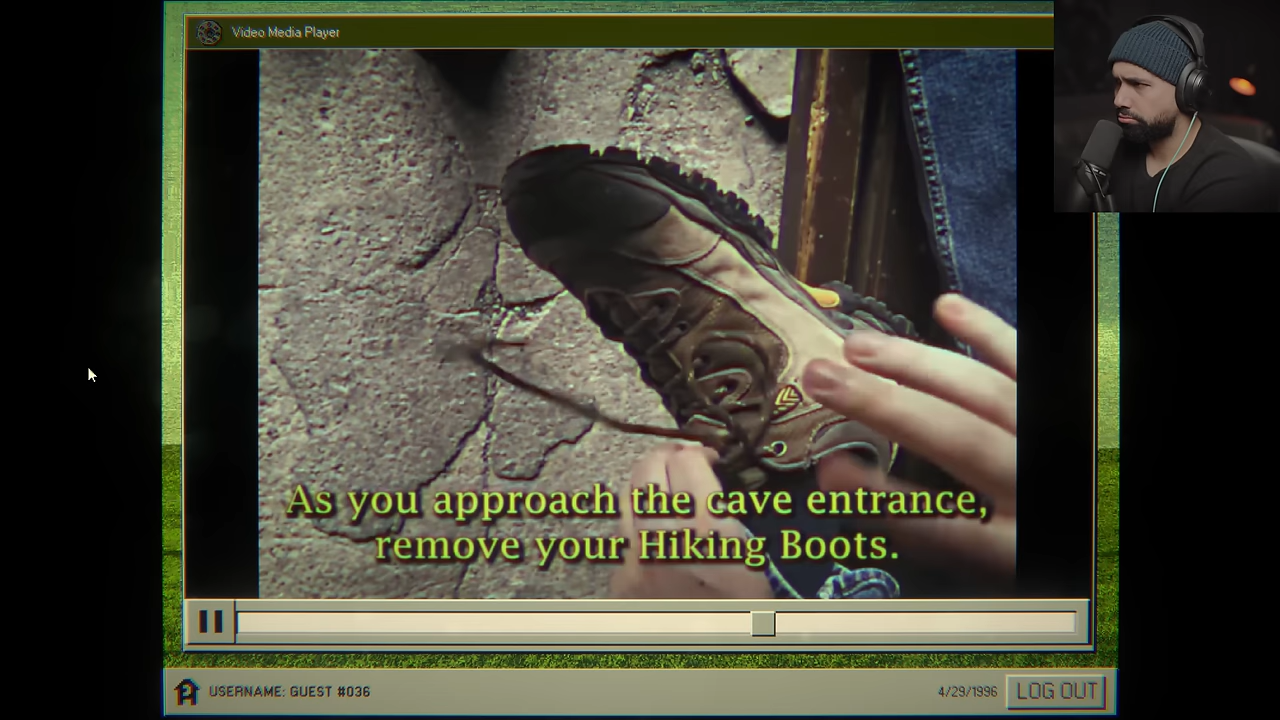 Video Media Player
As you approach the cave entrance,
remove your Hiking Boots.
USERNAME: GUEST #036
4/29/1996
LOG OUT